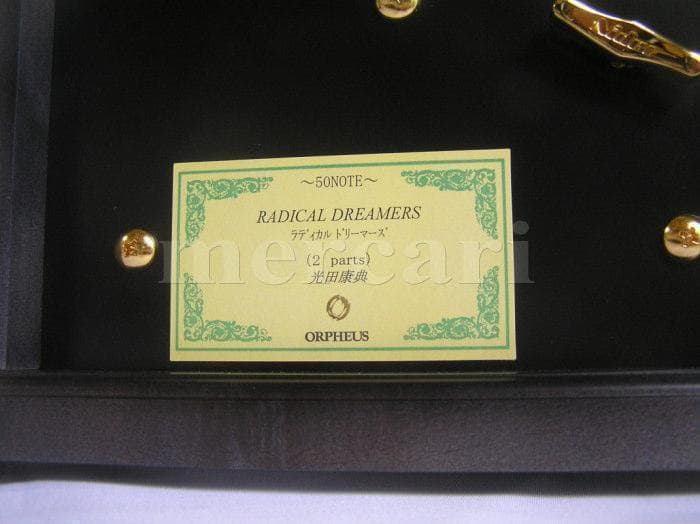 Nidec
～50NOTE～
RADICAL DREAMERS
ラディカル ドリーマーズ
(2 parts)
光田康典
ORPHEUS
mercari